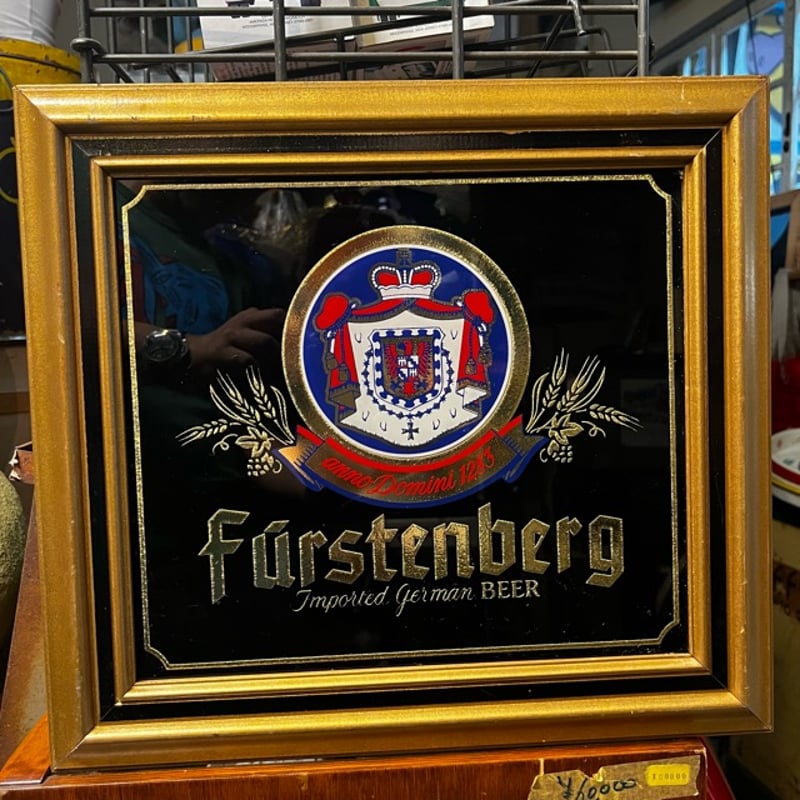 anno Domini 1283
Fürstenberg
Imported German BEER